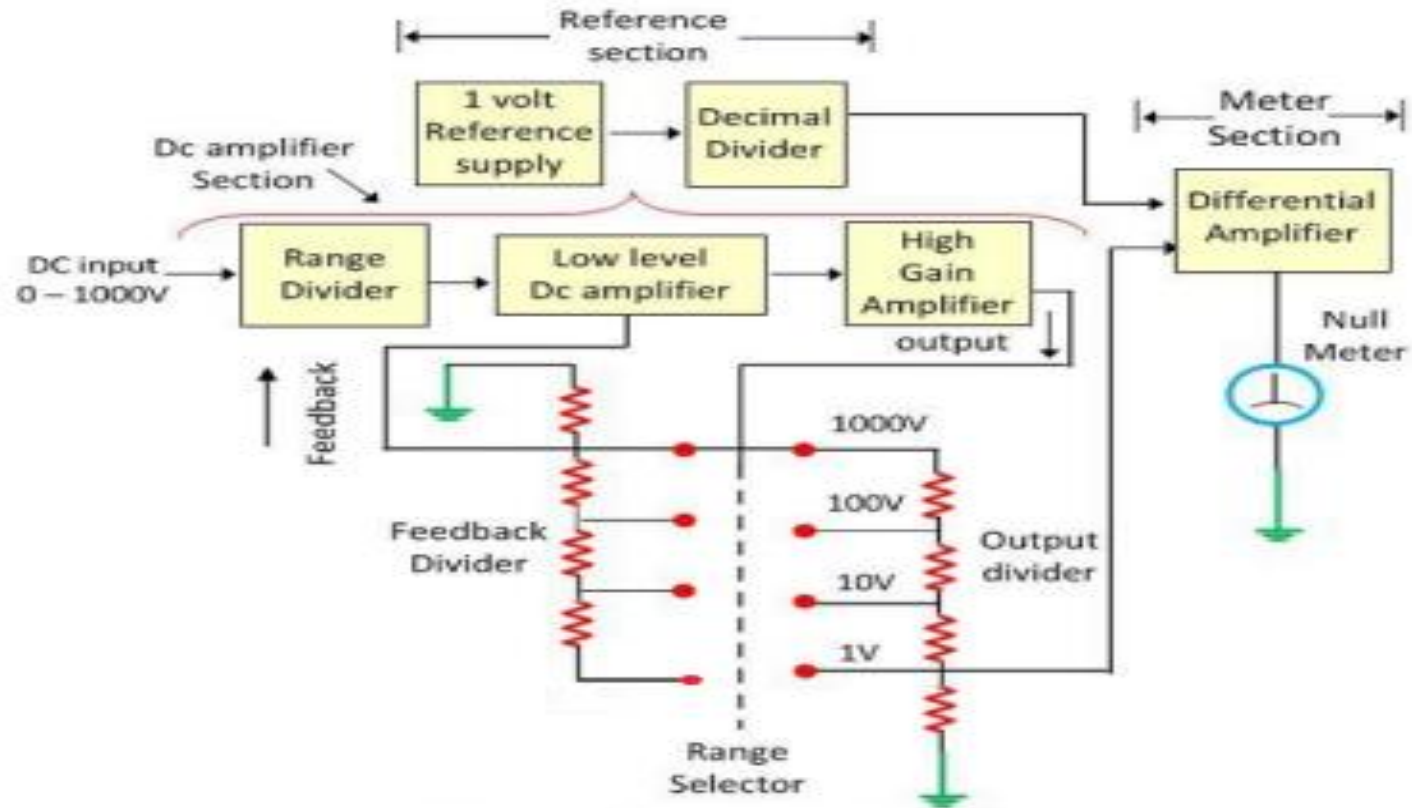 Reference
section
1 volt
Reference
supply
Decimal
Divider
Meter
Section
Dc amplifier
Section
Differential
Amplifier
DC input
0 – 1000V
Range
Divider
Low level
Dc amplifier
High
Gain
Amplifier
output
Null
Meter
Feedback
1000V
100V
10V
1V
Feedback
Divider
Output
divider
Range
Selector